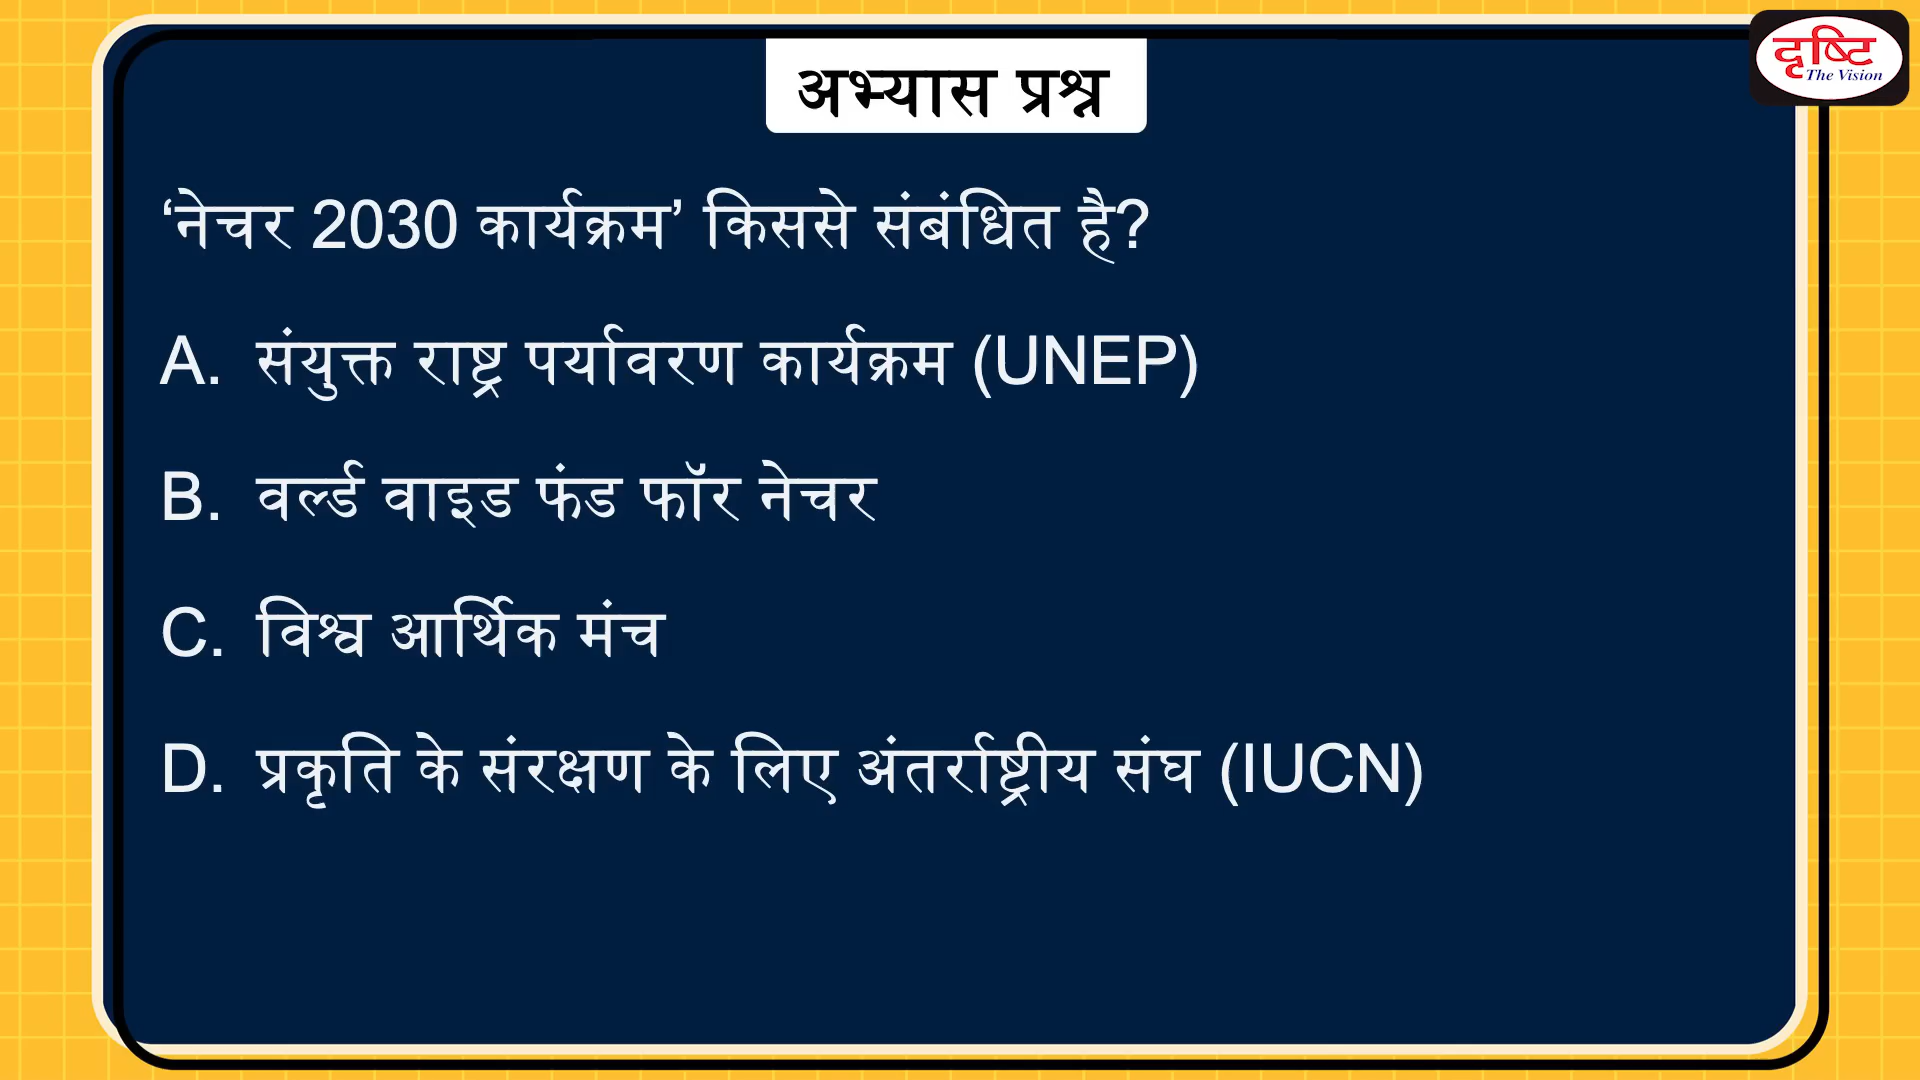 दृष्टि
The Vision
अभ्यास प्रश्न
‘नेचर 2030 कार्यक्रम’ किससे संबंधित है?
A. संयुक्त राष्ट्र पर्यावरण कार्यक्रम (UNEP)
B. वर्ल्ड वाइड फंड फॉर नेचर
C. विश्व आर्थिक मंच
D. प्रकृति के संरक्षण के लिए अंतर्राष्ट्रीय संघ (IUCN)